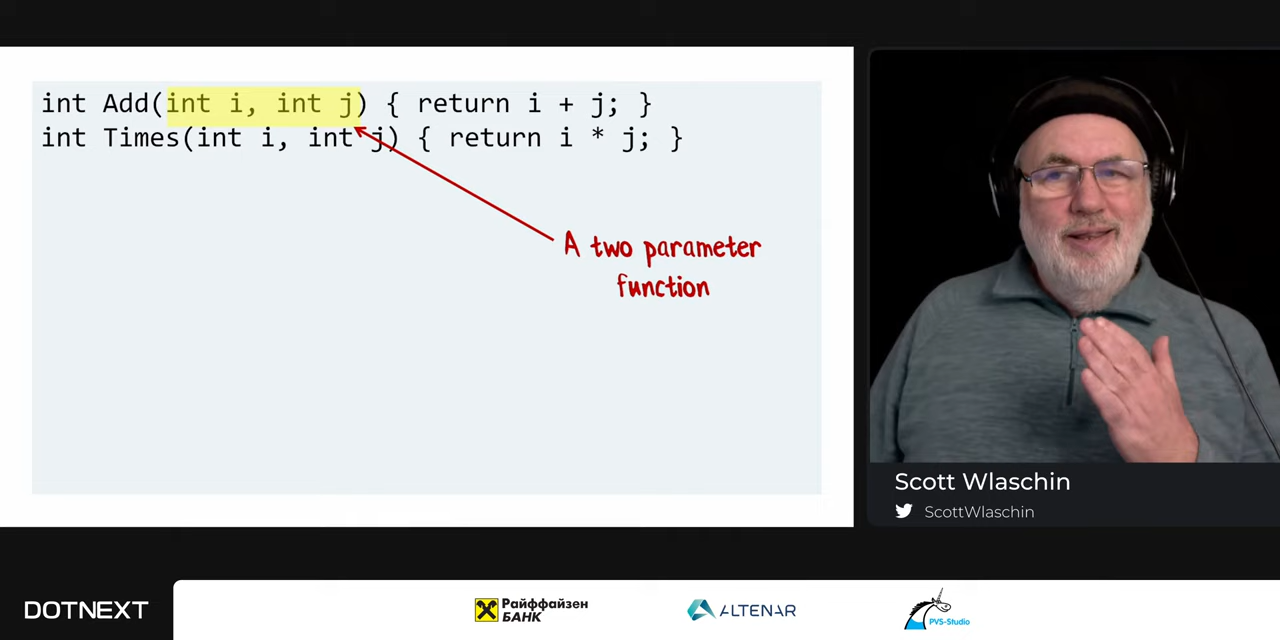 int Add(int i, int j) { return i + j; }
int Times(int i, int j) { return i * j; }
A two parameter
function
Scott Wlaschin
ScottWlaschin
DOTNEXT
Райффайзен
БАНК
ALTENAR
PVS-Studio